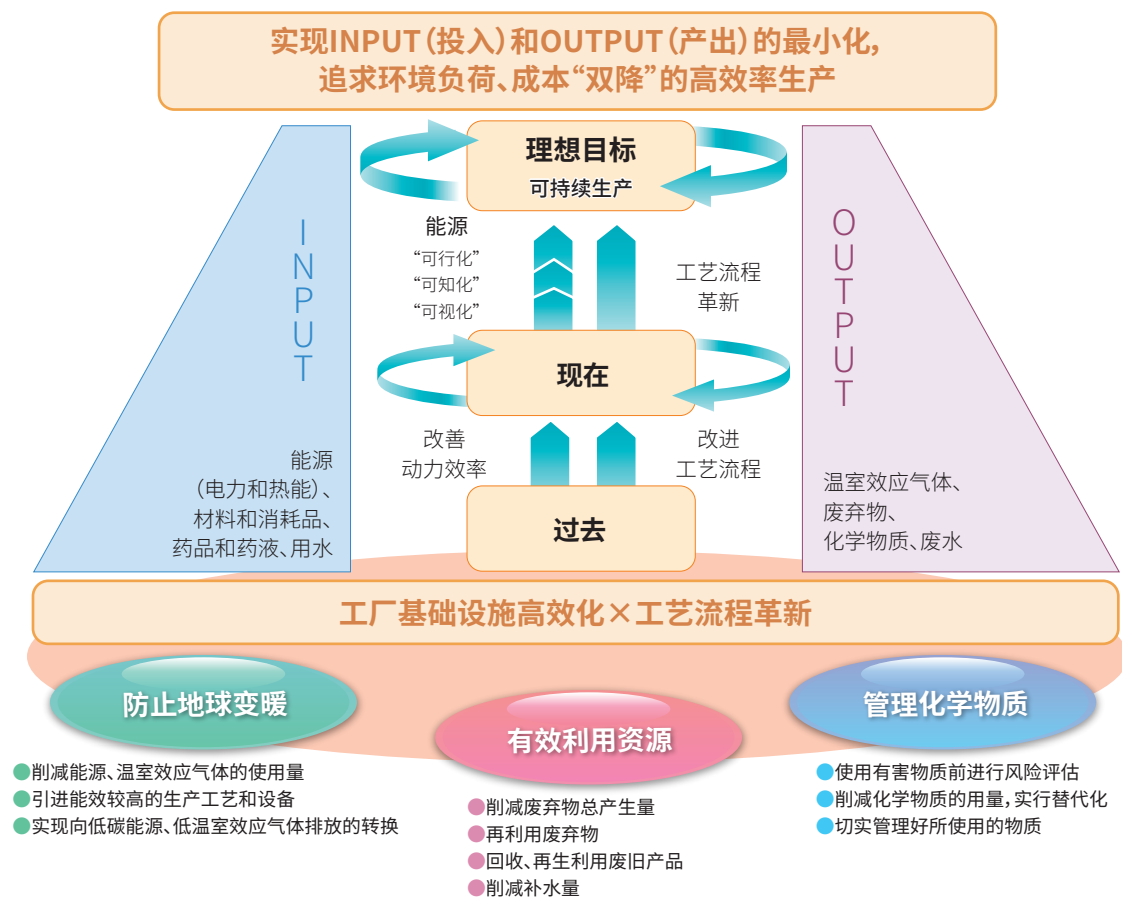 实现INPUT（投入）和OUTPUT（产出）的最小化，
追求环境负荷、成本“双降”的高效率生产
理想目标
可持续生产
INPUT
能源
“可行化”
“可知化”
“可视化”
工艺流程
革新
OUTPUT
现在
改善
动力效率
改进
工艺流程
能源
（电力和热能）、
材料和消耗品、
药品和药液、用水
温室效应气体、
废弃物、
化学物质、废水
过去
工厂基础设施高效化×工艺流程革新
防止地球变暖
●削减能源、温室效应气体的使用量
●引进能效较高的生产工艺和设备
●实现向低碳能源、低温室效应气体排放的转换
有效利用资源
●削减废弃物总产生量
●再利用废弃物
●回收、再生利用废旧产品
●削减补水量
管理化学物质
●使用有害物质前进行风险评估
●削减化学物质的用量，实行替代化
●切实管理好所使用的物质